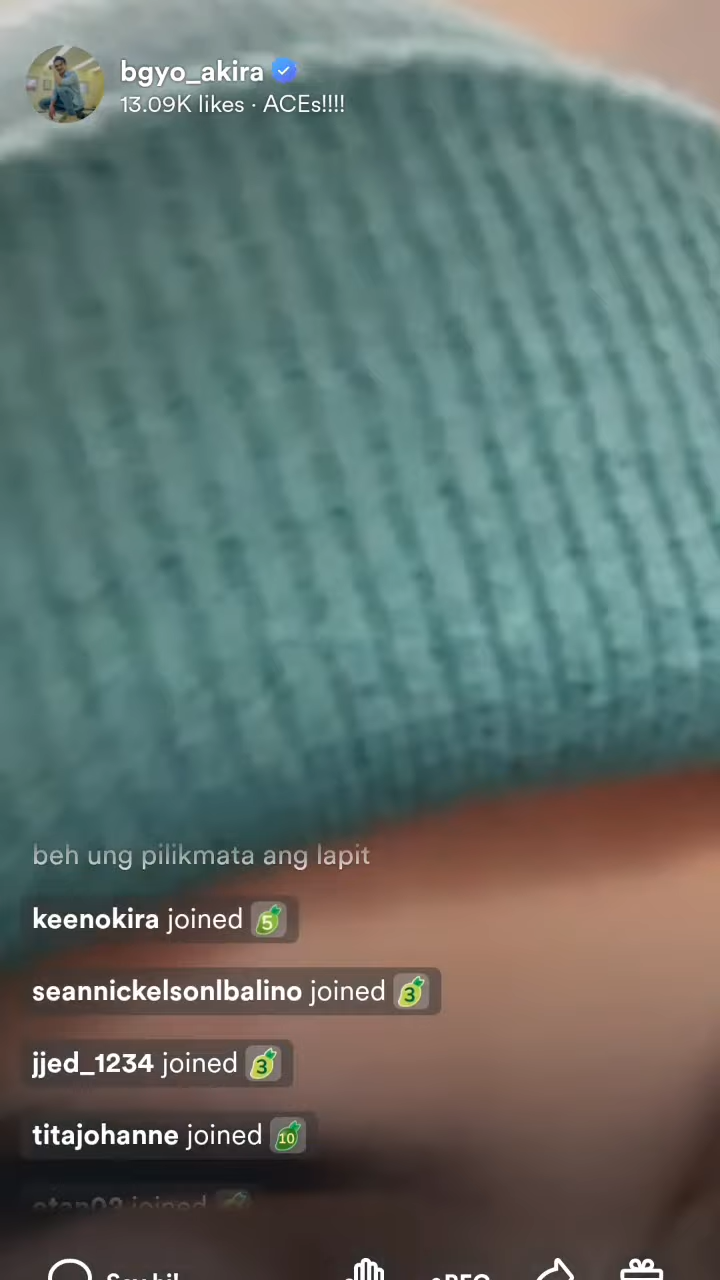 bgyo_akira
13.09K likes · ACEs!!!!
beh ung pilikmata ang lapit
keenokira joined 5
seannickelsonlbalino joined 3
jjed_1234 joined 3
titajohanne joined 10
joined